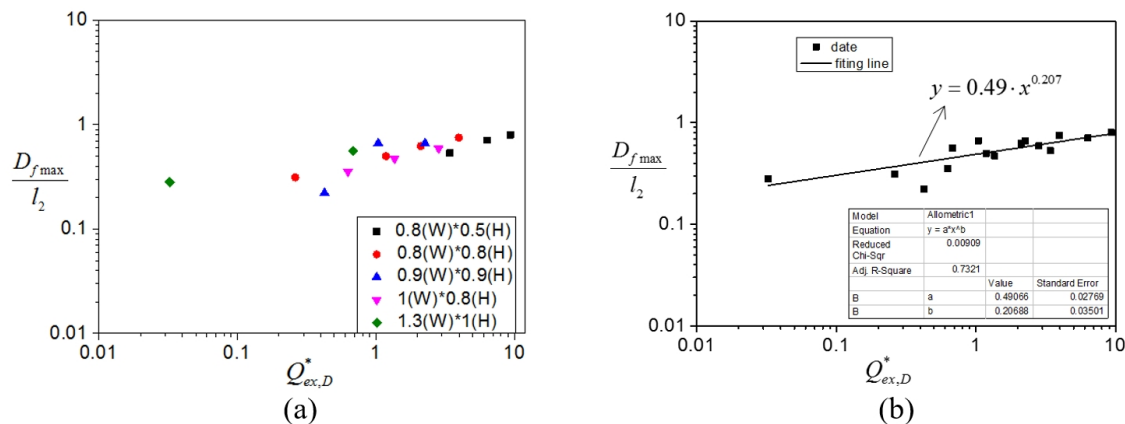 10
1
0.1
0.01
D_{f max}
l_2
0.8(W)*0.5(H)
0.8(W)*0.8(H)
0.9(W)*0.9(H)
1(W)*0.8(H)
1.3(W)*1(H)
0.01
0.1
1
10
Q^*_{ex,D}
(a)
10
1
0.1
0.01
D_{f max}
l_2
date
fiting line
y = 0.49 · x^{0.207}
Model Allometric1
Equation y = a*x^b
Reduced Chi-Sqr 0.00909
Adj. R-Square 0.7321
Value Standard Error
B a 0.49066 0.02769
B b 0.20688 0.03501
0.01
0.1
1
10
Q^*_{ex,D}
(b)